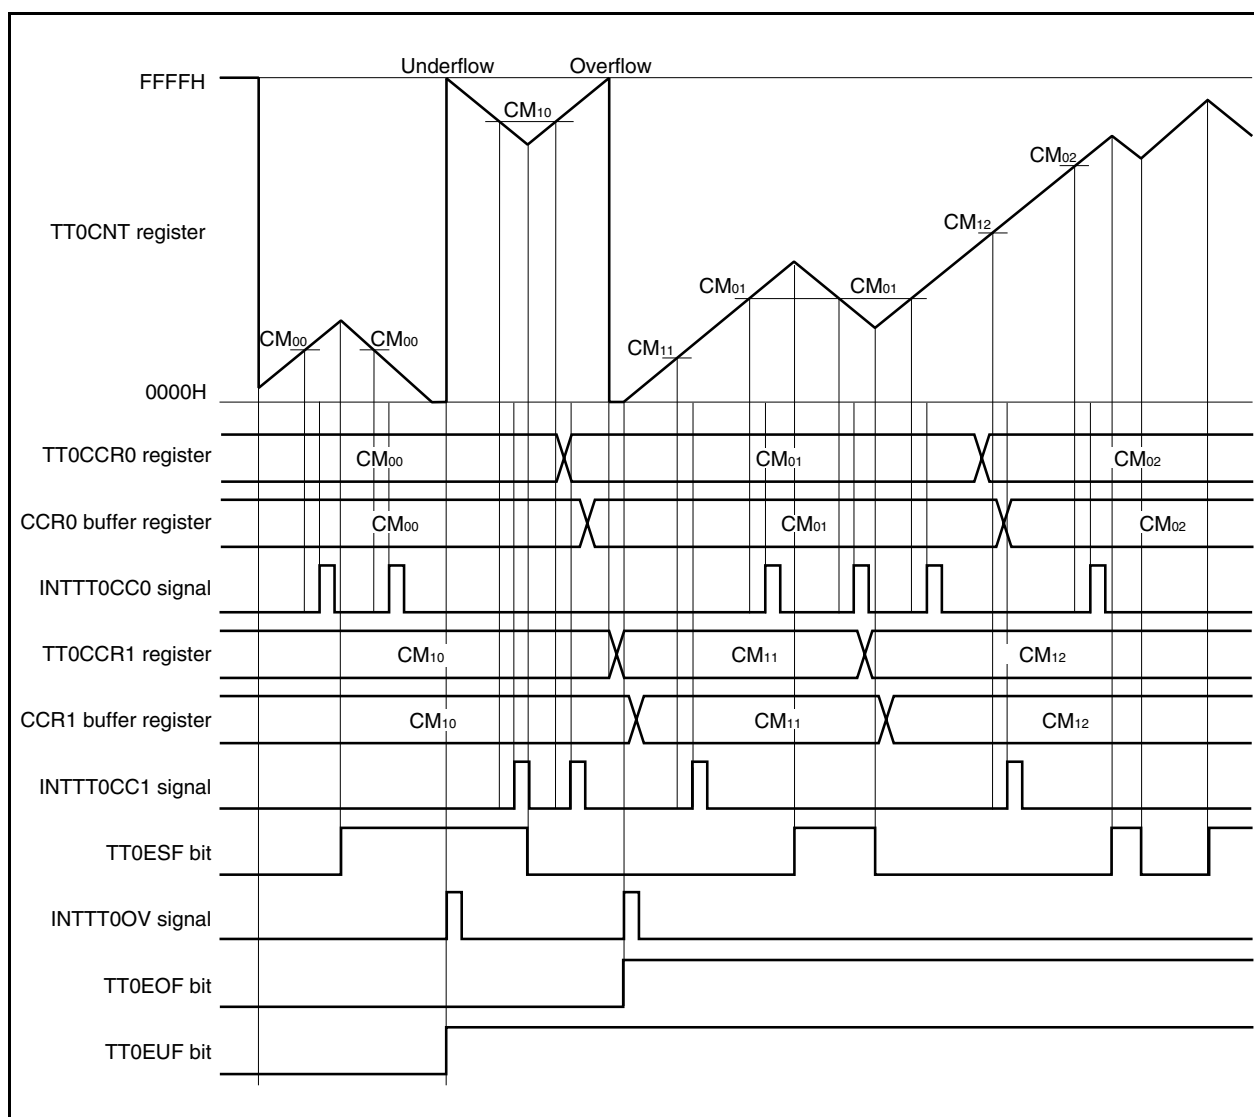 Underflow Overflow
FFFFH
CM10
CM02
CM12
TT0CNT register
CM01 CM01
CM00 CM00
CM11
0000H
TT0CCR0 register CM00 CM01 CM02
CCR0 buffer register CM00 CM01 CM02
INTTT0CC0 signal
TT0CCR1 register CM10 CM11 CM12
CCR1 buffer register CM10 CM11 CM12
INTTT0CC1 signal
TT0ESF bit
INTTT0OV signal
TT0EOF bit
TT0EUF bit